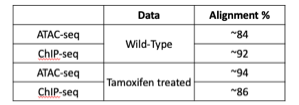 Data Alignment %
ATAC-seq Wild-Type ~84
ChIP-seq ~92
ATAC-seq Tamoxifen treated ~94
ChIP-seq ~86